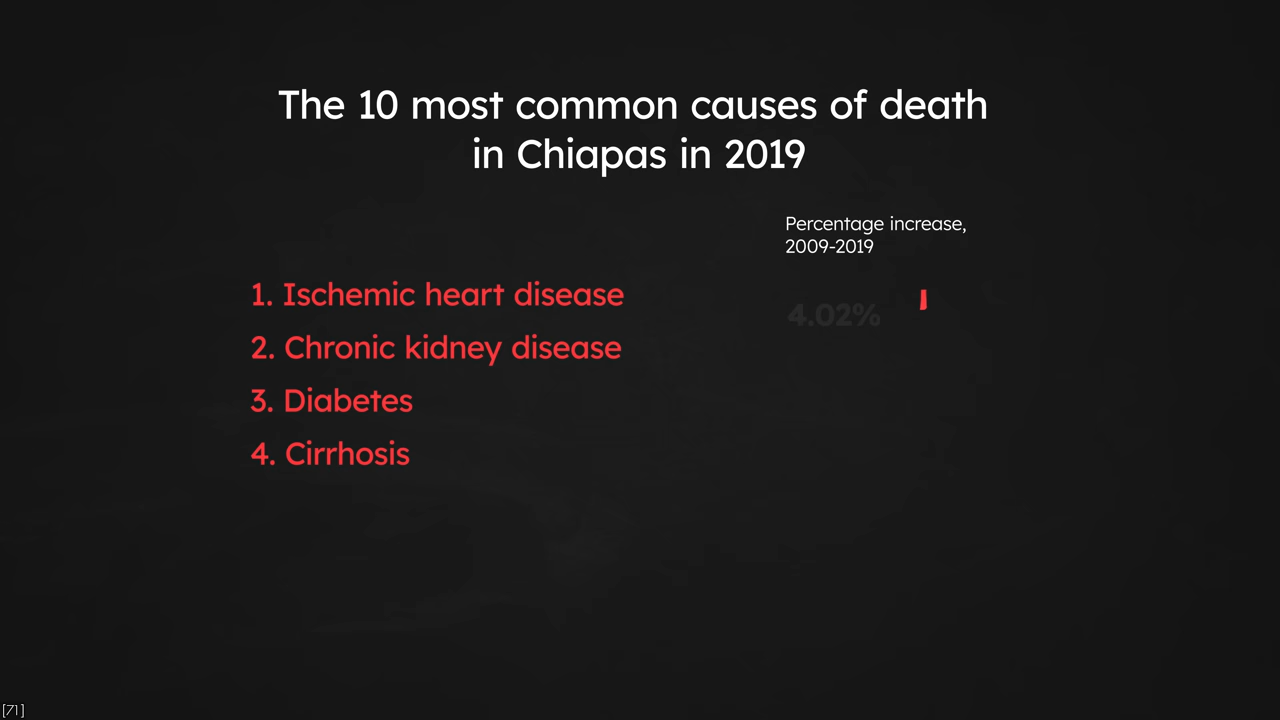 The 10 most common causes of death
in Chiapas in 2019
Percentage increase,
2009-2019
1. Ischemic heart disease
4.02%
2. Chronic kidney disease
3. Diabetes
4. Cirrhosis
[71]